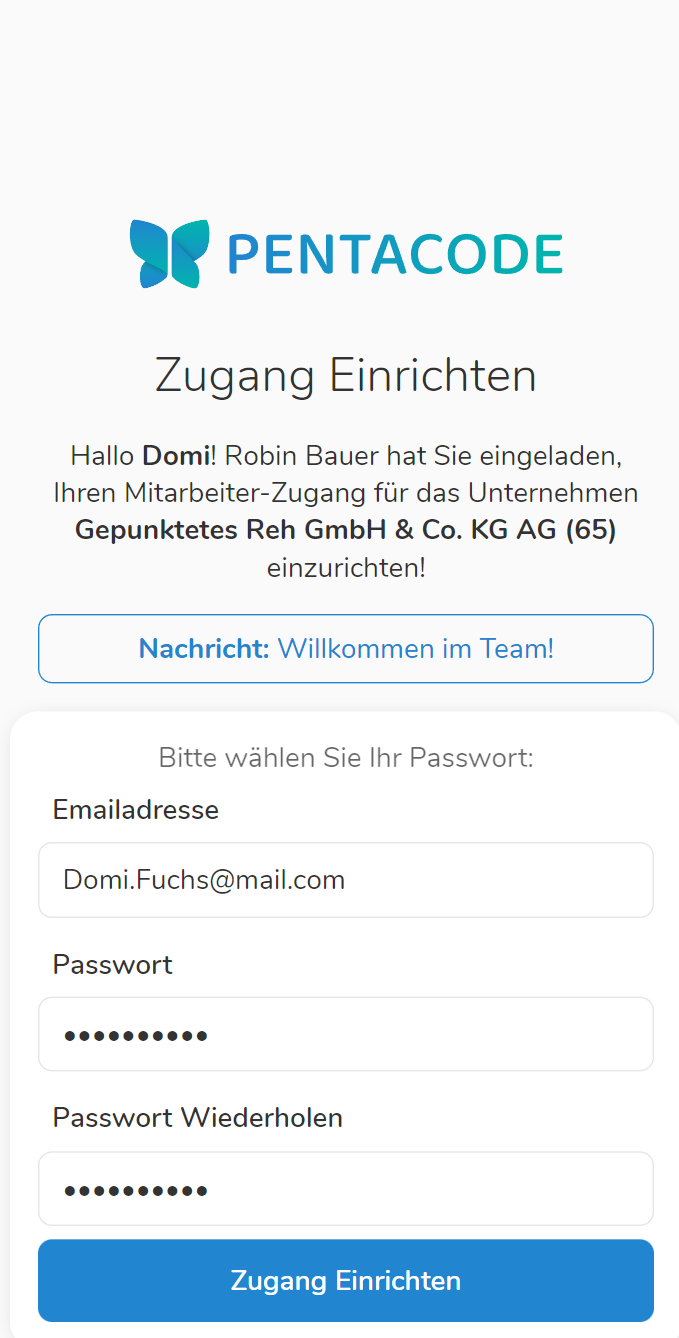 PENTACODE
Zugang Einrichten
Hallo Domi! Robin Bauer hat Sie eingeladen,
Ihren Mitarbeiter-Zugang für das Unternehmen
Gepunktetes Reh GmbH & Co. KG AG (65)
einzurichten!
Nachricht: Willkommen im Team!
Bitte wählen Sie Ihr Passwort:
Emailadresse
Domi.Fuchs@mail.com
Passwort
••••••••••
Passwort Wiederholen
••••••••••
Zugang Einrichten